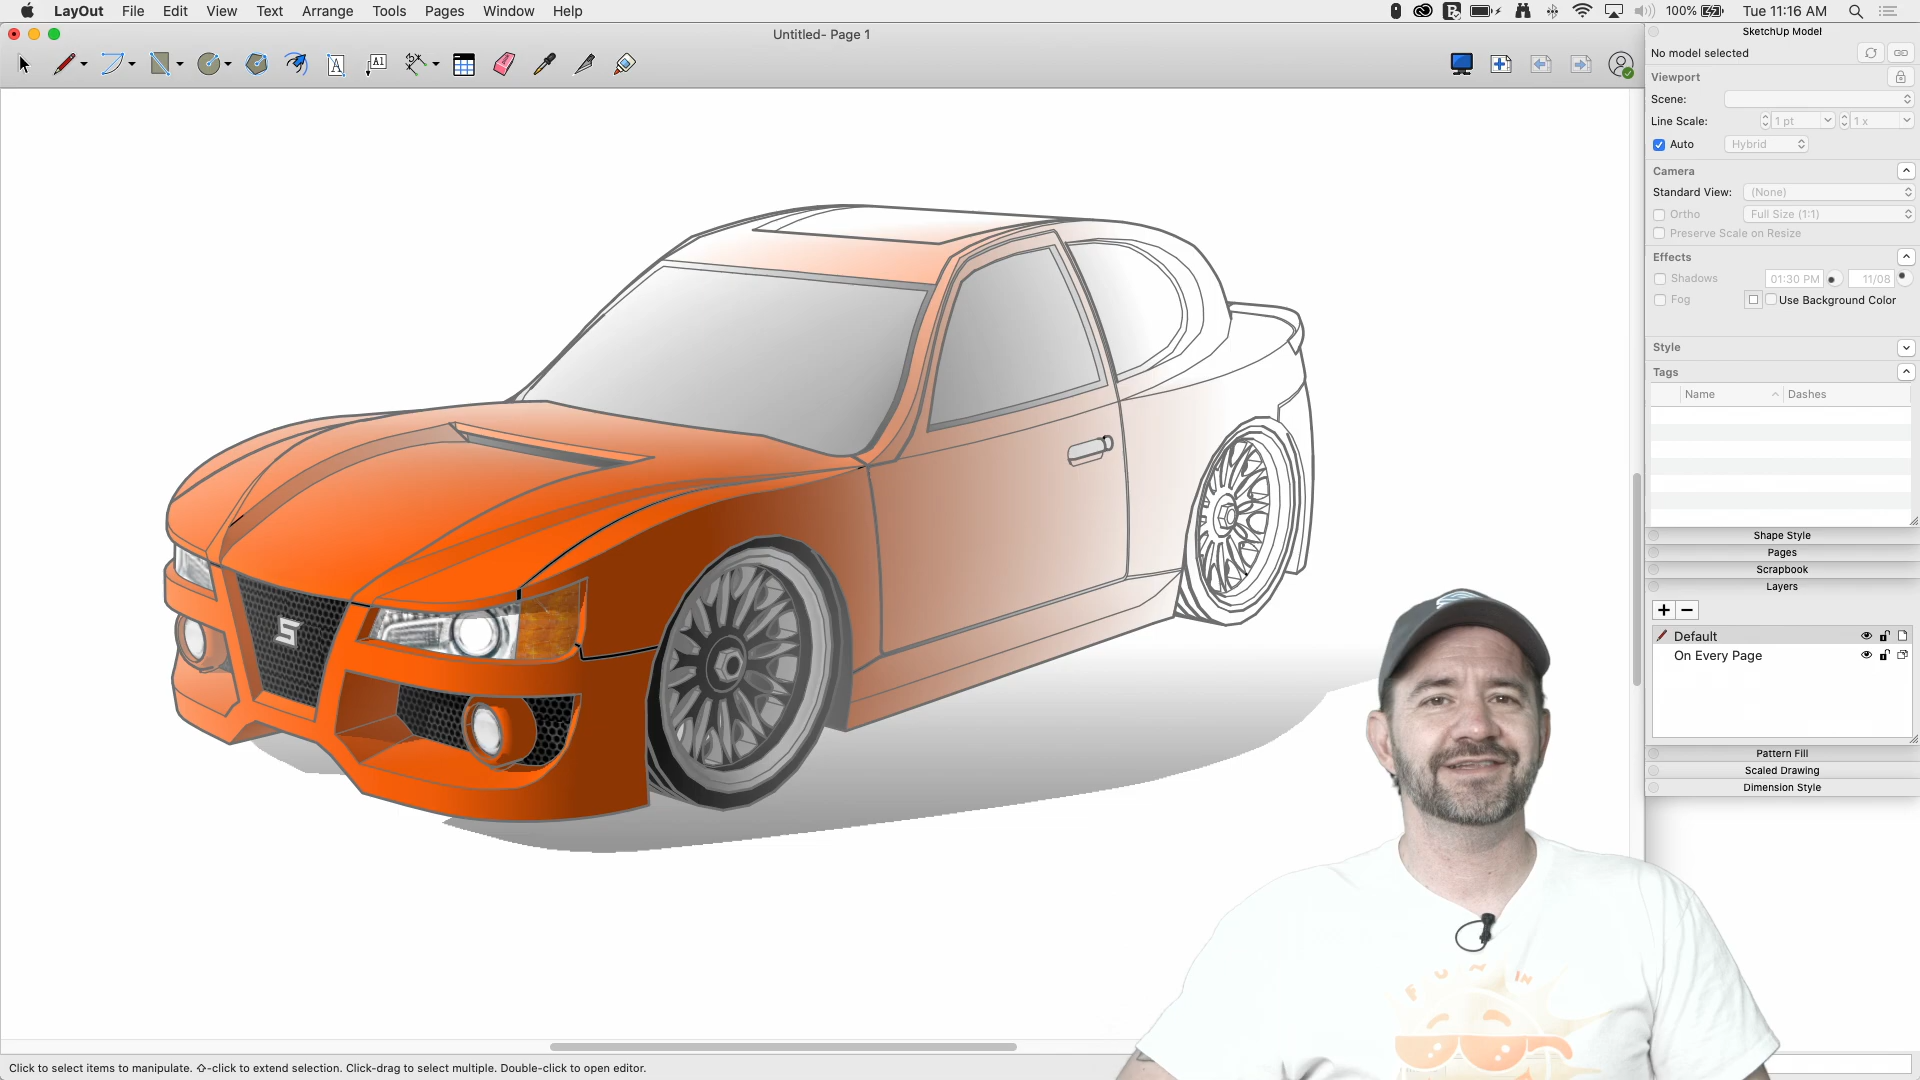 LayOut File Edit View Text Arrange Tools Pages Window Help 100% Tue 11:16 AM
Untitled- Page 1
SketchUp Model
No model selected
Viewport
Scene:
Line Scale: 1 pt 1 x
Auto Hybrid
Camera
Standard View: (None)
Ortho Full Size (1:1)
Preserve Scale on Resize
Effects
Shadows 01:30 PM 11/08
Fog Use Background Color
Style
Tags
Name Dashes
Shape Style
Pages
Scrapbook
Layers
Default
On Every Page
Pattern Fill
Scaled Drawing
Dimension Style
A
A1
S
FUN IN
Click to select items to manipulate. ⇧-click to extend selection. Click-drag to select multiple. Double-click to open editor.